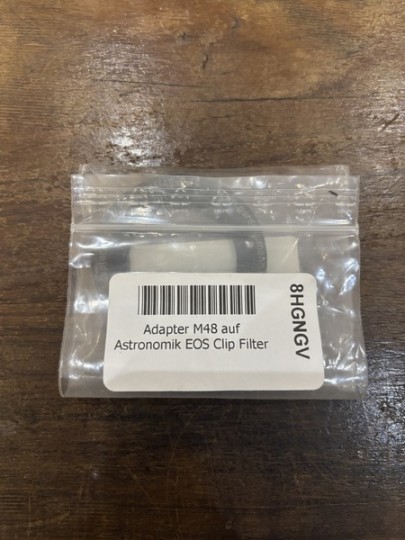 Adapter M48 auf
Astronomik EOS Clip Filter
8HGNGV